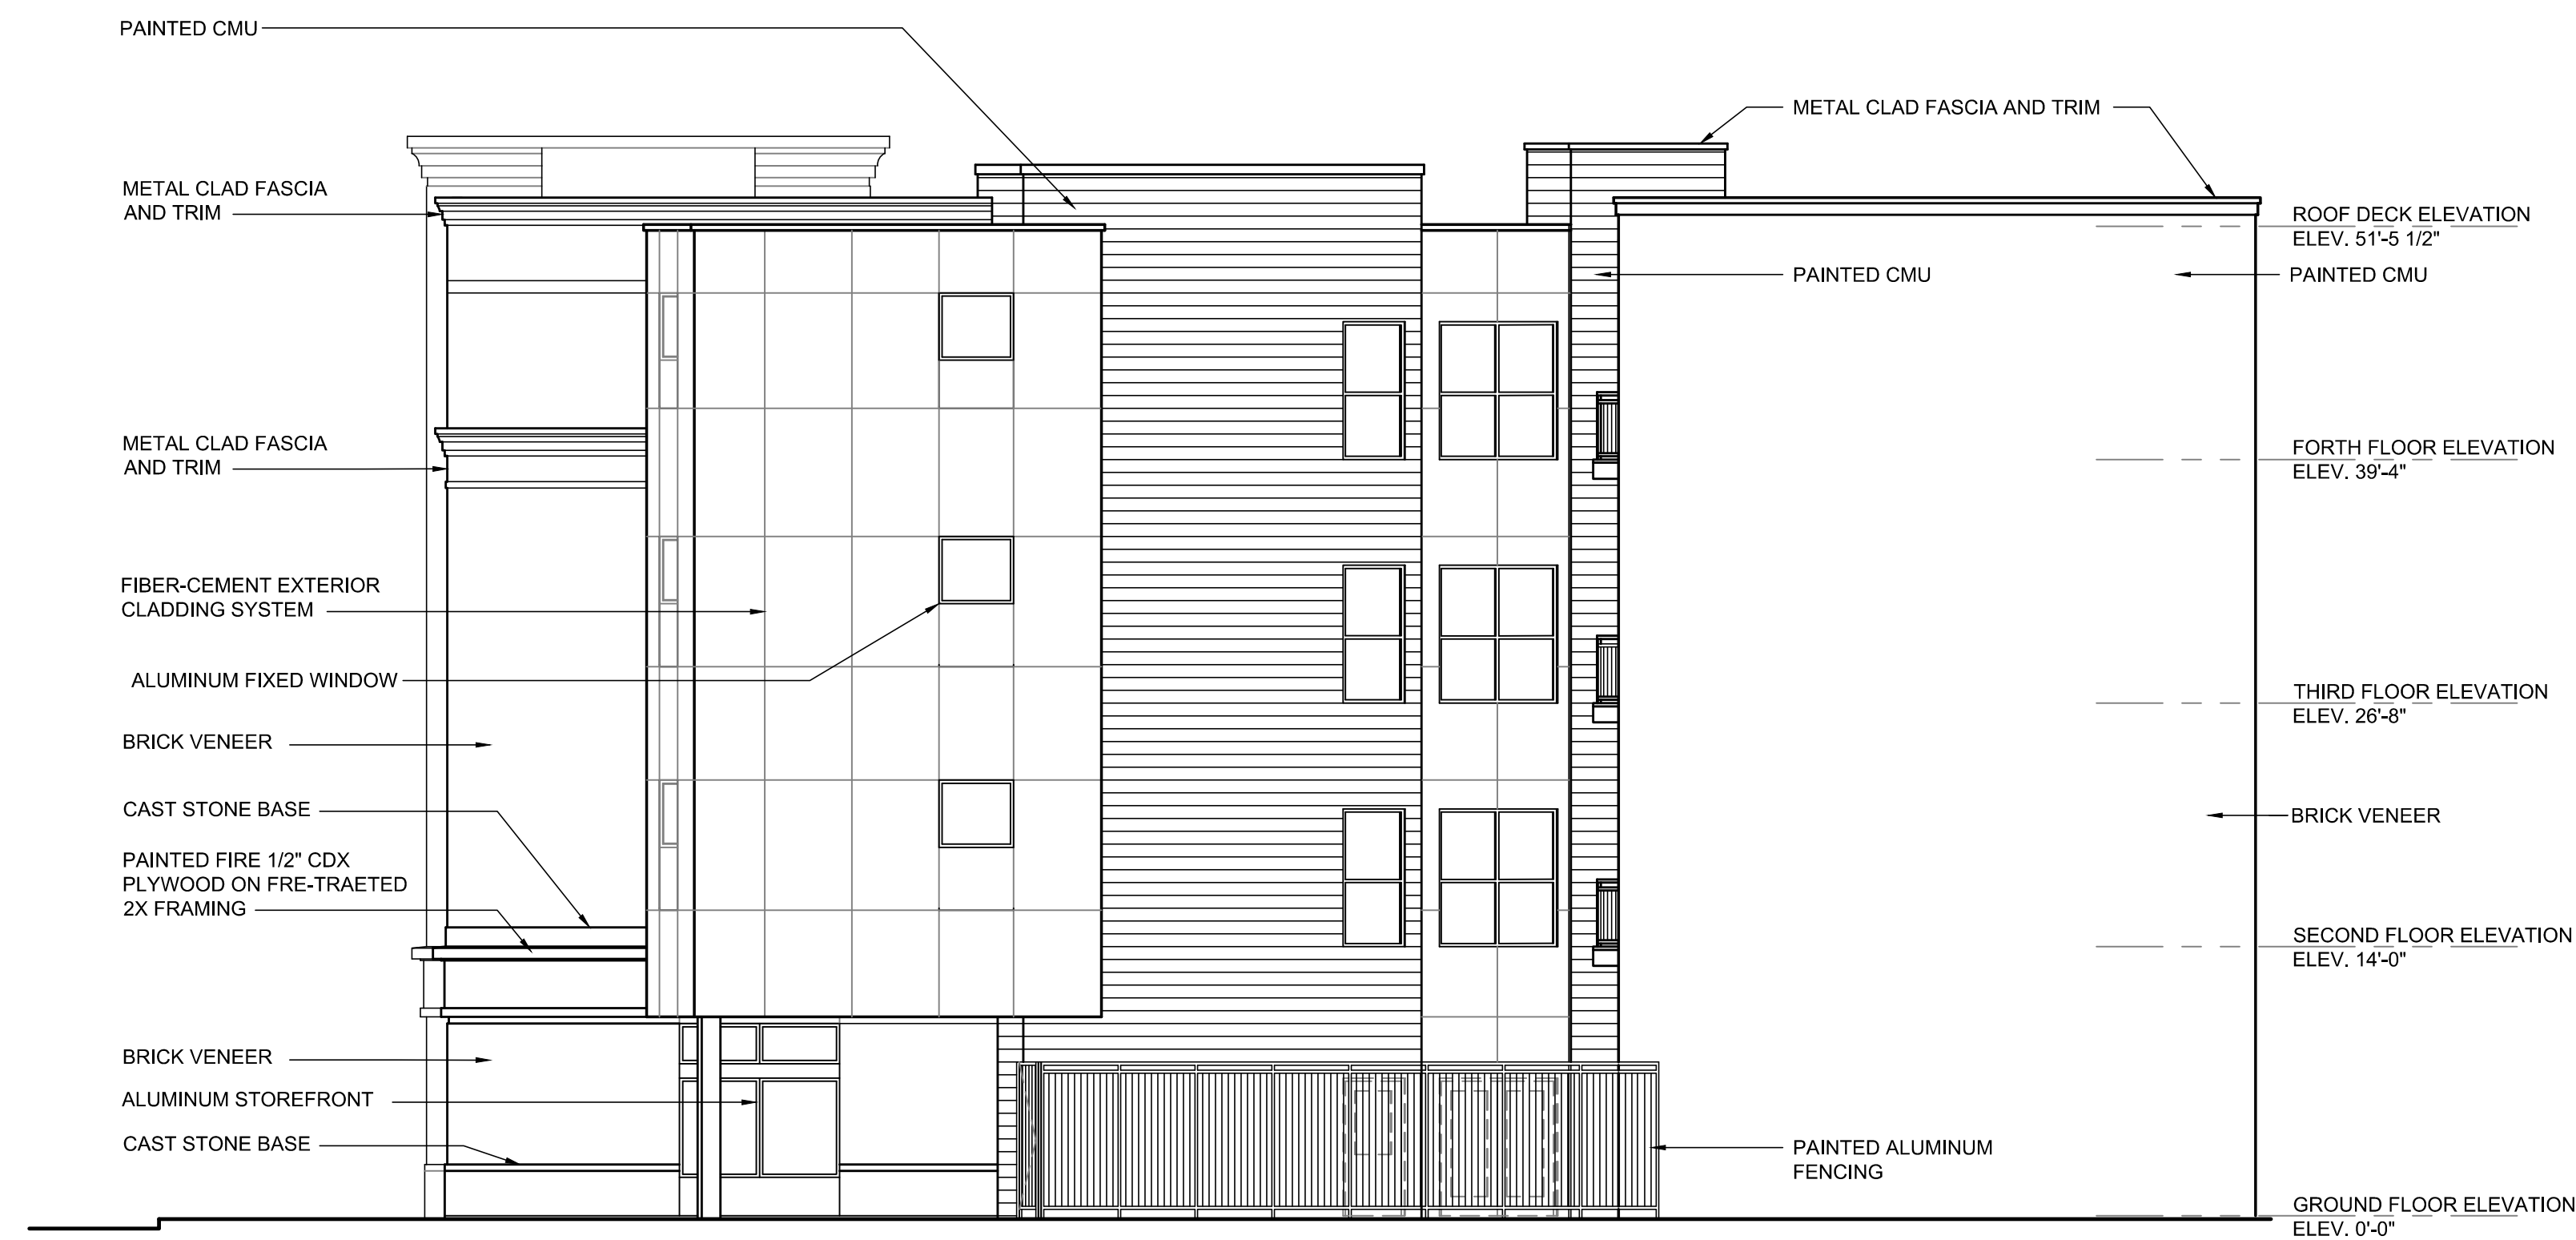 PAINTED CMU
METAL CLAD FASCIA AND TRIM
METAL CLAD FASCIA
AND TRIM
ROOF DECK ELEVATION
ELEV. 51'-5 1/2"
PAINTED CMU
PAINTED CMU
METAL CLAD FASCIA
AND TRIM
FORTH FLOOR ELEVATION
ELEV. 39'-4"
FIBER-CEMENT EXTERIOR
CLADDING SYSTEM
ALUMINUM FIXED WINDOW
THIRD FLOOR ELEVATION
ELEV. 26'-8"
BRICK VENEER
CAST STONE BASE
BRICK VENEER
PAINTED FIRE 1/2" CDX
PLYWOOD ON FRE-TRAETED
2X FRAMING
SECOND FLOOR ELEVATION
ELEV. 14'-0"
BRICK VENEER
ALUMINUM STOREFRONT
CAST STONE BASE
PAINTED ALUMINUM
FENCING
GROUND FLOOR ELEVATION
ELEV. 0'-0"